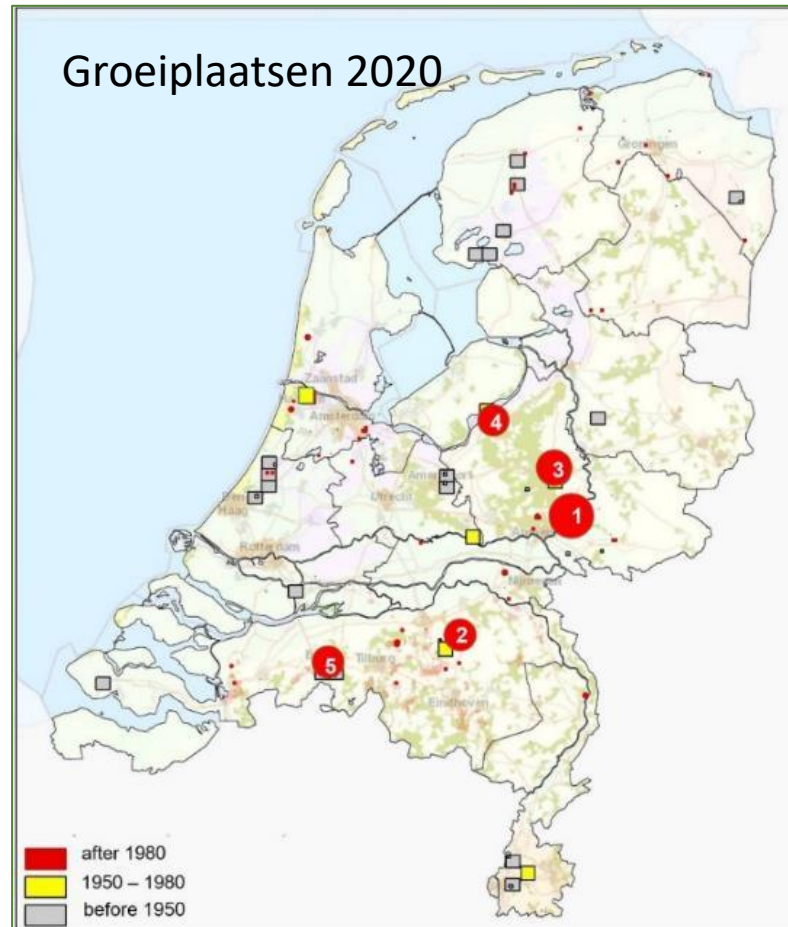 Groeiplaatsen 2020
Groningen
Zaanstad
Amsterdam
4
3
Utrecht
1
Den
Haag
Rotterdam
Nijmegen
2
Tilburg
5
Eindhoven
after 1980
1950 – 1980
before 1950